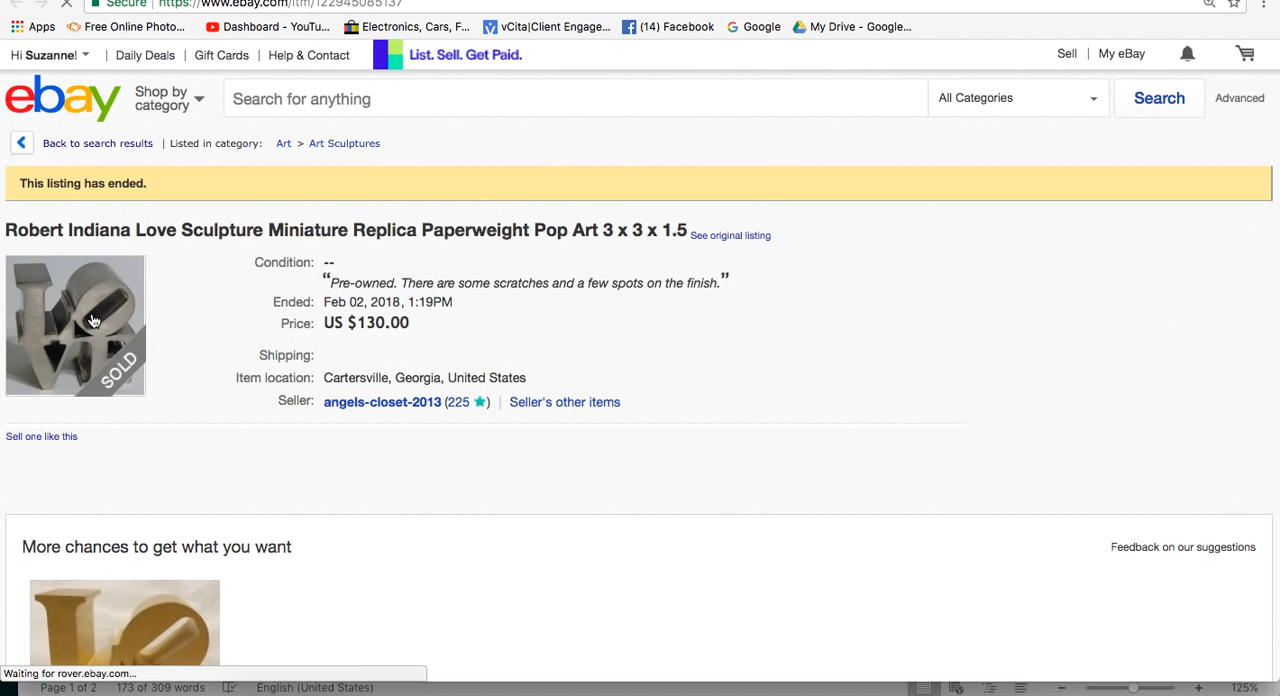 Secure https://www.ebay.com/itm/122945085137
Apps Free Online Photo... Dashboard - YouTu... Electronics, Cars, F... vCita|Client Engage... (14) Facebook Google My Drive - Google...
Hi Suzanne! | Daily Deals | Gift Cards | Help & Contact List. Sell. Get Paid. Sell | My eBay
ebay Shop by category Search for anything All Categories Search Advanced
Back to search results | Listed in category: Art > Art Sculptures
This listing has ended.
Robert Indiana Love Sculpture Miniature Replica Paperweight Pop Art 3 x 3 x 1.5 See original listing
Condition: --
“Pre-owned. There are some scratches and a few spots on the finish.”
Ended: Feb 02, 2018, 1:19PM
Price: US $130.00
Shipping:
Item location: Cartersville, Georgia, United States
Seller: angels-closet-2013 (225 ) | Seller's other items
LOVE
SOLD
Sell one like this
More chances to get what you want Feedback on our suggestions
LO
Waiting for rover.ebay.com...
Page 1 of 2 173 of 309 words English (United States) 125%